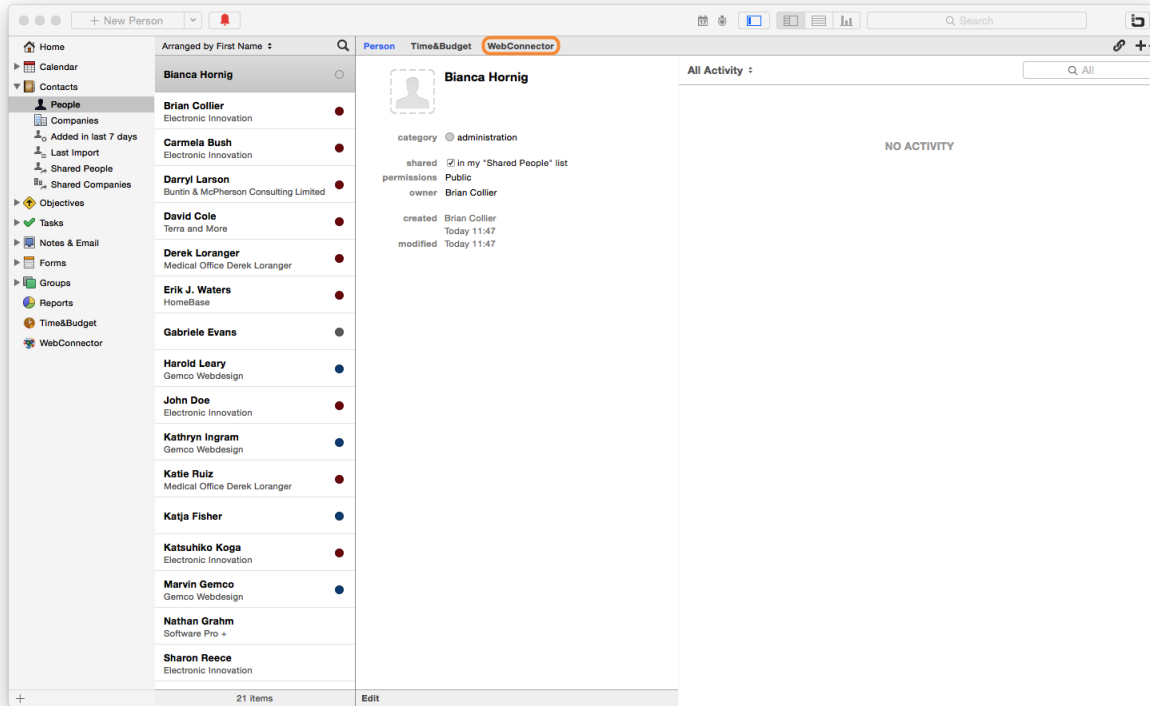 + New Person
17
Search
Home
Calendar
Contacts
People
Companies
Added in last 7 days
Last Import
Shared People
Shared Companies
Objectives
Tasks
Notes & Email
Forms
Groups
Reports
Time&Budget
WebConnector
Arranged by First Name
Bianca Hornig
Brian Collier
Electronic Innovation
Carmela Bush
Electronic Innovation
Darryl Larson
Buntin & McPherson Consulting Limited
David Cole
Terra and More
Derek Loranger
Medical Office Derek Loranger
Erik J. Waters
HomeBase
Gabriele Evans
Harold Leary
Gemco Webdesign
John Doe
Electronic Innovation
Kathryn Ingram
Gemco Webdesign
Katie Ruiz
Medical Office Derek Loranger
Katja Fisher
Katsuhiko Koga
Electronic Innovation
Marvin Gemco
Gemco Webdesign
Nathan Grahm
Software Pro +
Sharon Reece
Electronic Innovation
21 items
Person Time&Budget WebConnector
Bianca Hornig
category administration
shared in my "Shared People" list
permissions Public
owner Brian Collier
created Brian Collier
Today 11:47
modified Today 11:47
Edit
All Activity
All
NO ACTIVITY